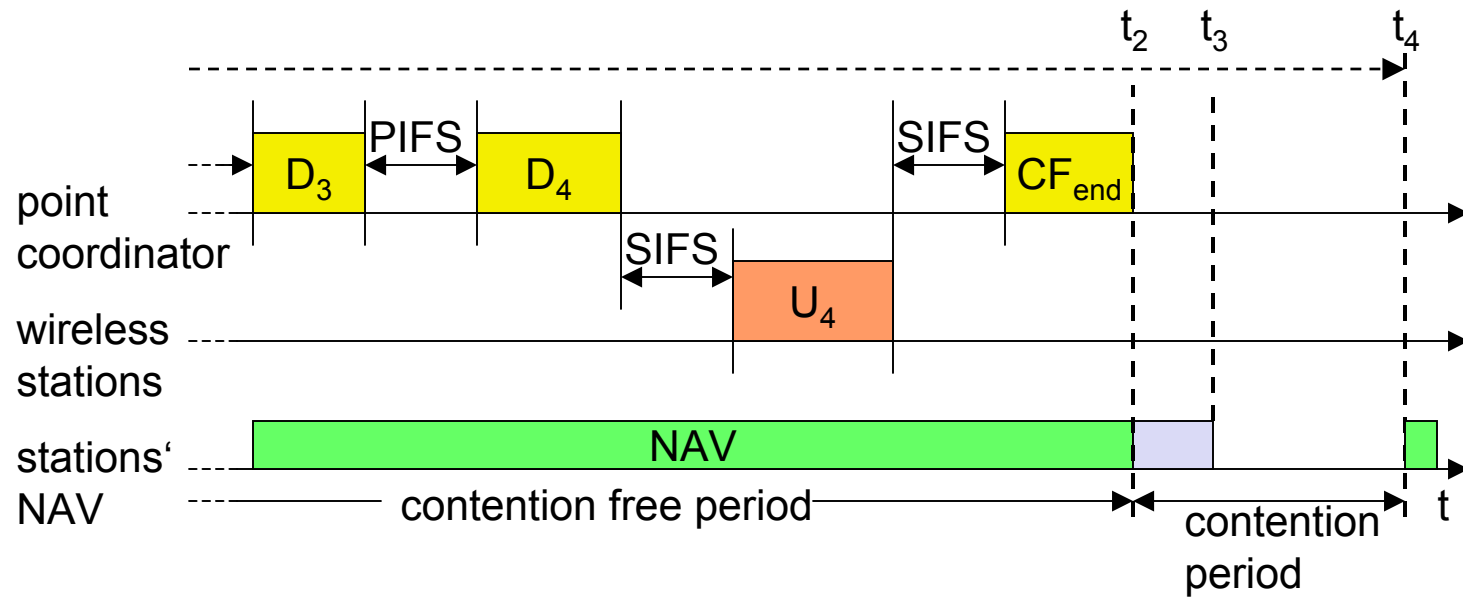 t2 t3 t4
PIFS SIFS
D3 D4 CFend
point
coordinator
SIFS
U4
wireless
stations
stations‘
NAV
NAV
contention free period
contention
period
t